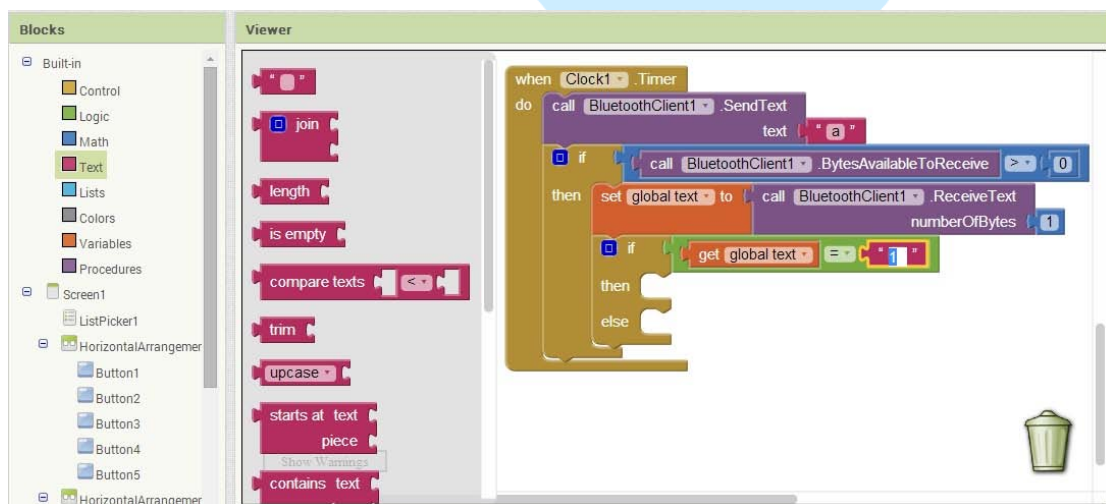 Blocks
Built-in
Control
Logic
Math
Text
Lists
Colors
Variables
Procedures
Screen1
ListPicker1
HorizontalArrangemer
Button1
Button2
Button3
Button4
Button5
HorizontalArrangemer
Viewer
" "
join
length
is empty
compare texts <
trim
upcase
starts at text
piece
Show Warnings
contains text
when Clock1 .Timer
do call BluetoothClient1 .SendText
text "a"
if call BluetoothClient1 .BytesAvailableToReceive > 0
then set global text to call BluetoothClient1 .ReceiveText
numberOfBytes 1
if get global text = "1"
then
else